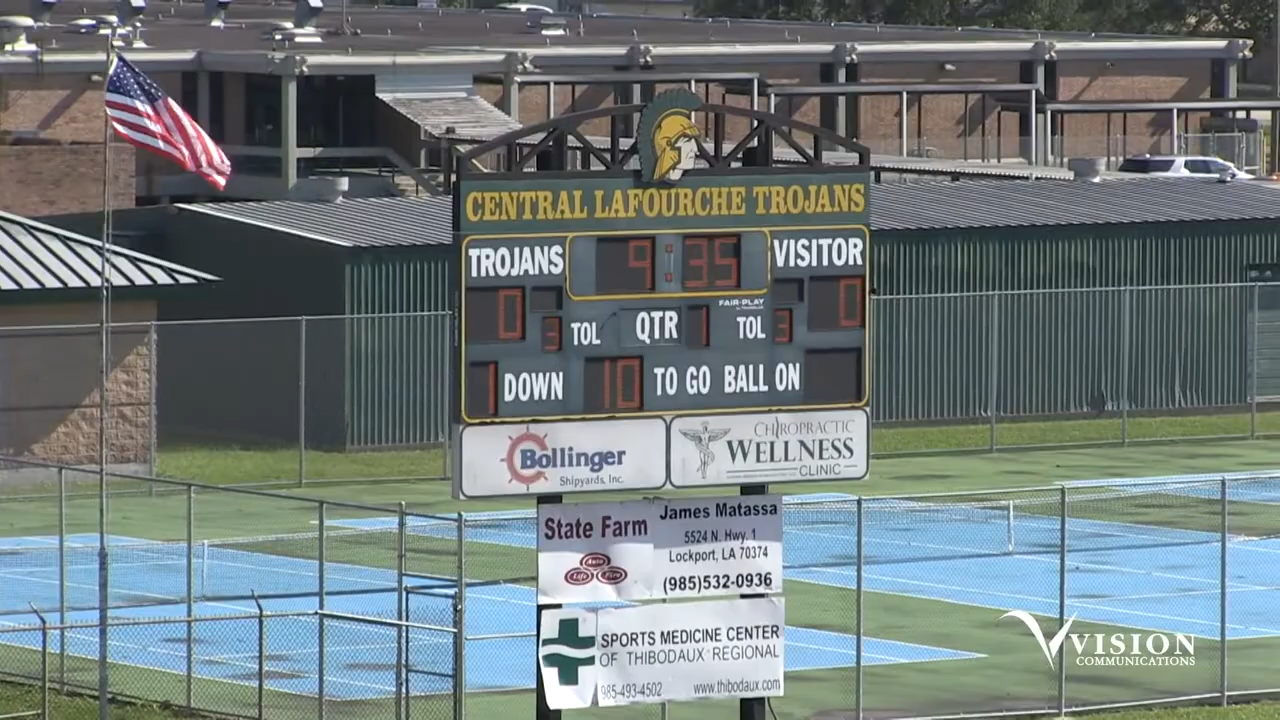 CENTRAL LAFOURCHE TROJANS
TROJANS 9:35 VISITOR
FAIR-PLAY
0 3 TOL QTR 1 TOL 3 0
1 DOWN 10 TO GO BALL ON
Bollinger
Shipyards, Inc.
CHIROPRACTIC
WELLNESS
CLINIC
State Farm
Auto
Life Fire
James Matassa
5524 N. Hwy. 1
Lockport, LA 70374
(985)532-0936
SPORTS MEDICINE CENTER
OF THIBODAUX REGIONAL
985-493-4502 www.thibodaux.com
VISION
COMMUNICATIONS